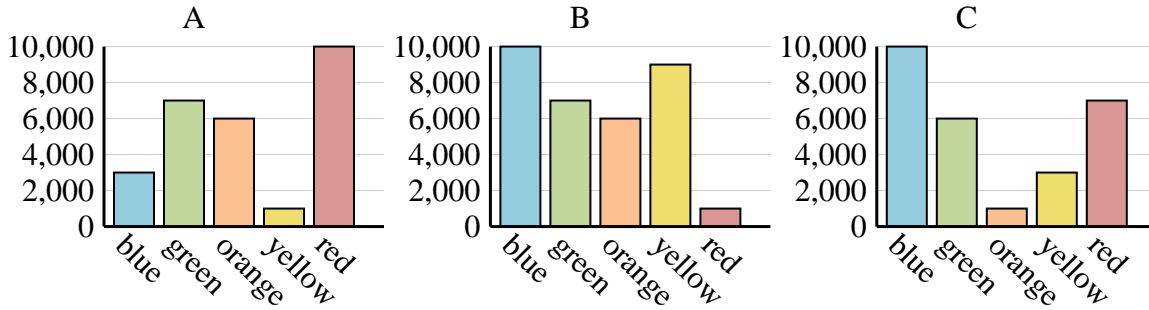 A
10,000
8,000
6,000
4,000
2,000
0
blue
green
orange
yellow
red
B
10,000
8,000
6,000
4,000
2,000
0
blue
green
orange
yellow
red
C
10,000
8,000
6,000
4,000
2,000
0
blue
green
orange
yellow
red